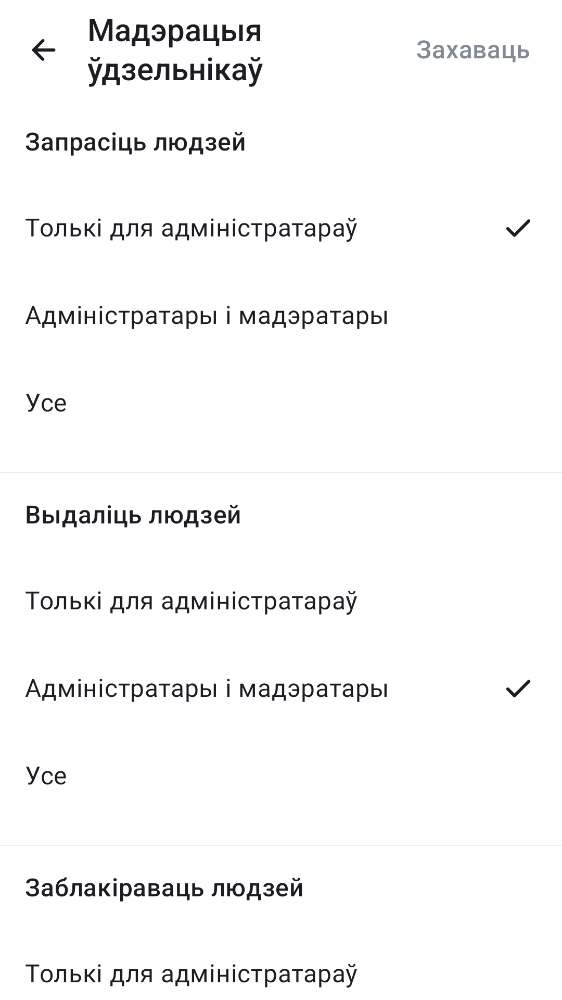 Мадэрацыя
ўдзельнікаў
Захаваць
Запрасіць людзей
Толькі для адміністратараў
Адміністратары і мадэратары
Усе
Выдаліць людзей
Толькі для адміністратараў
Адміністратары і мадэратары
Усе
Заблакіраваць людзей
Толькі для адміністратараў